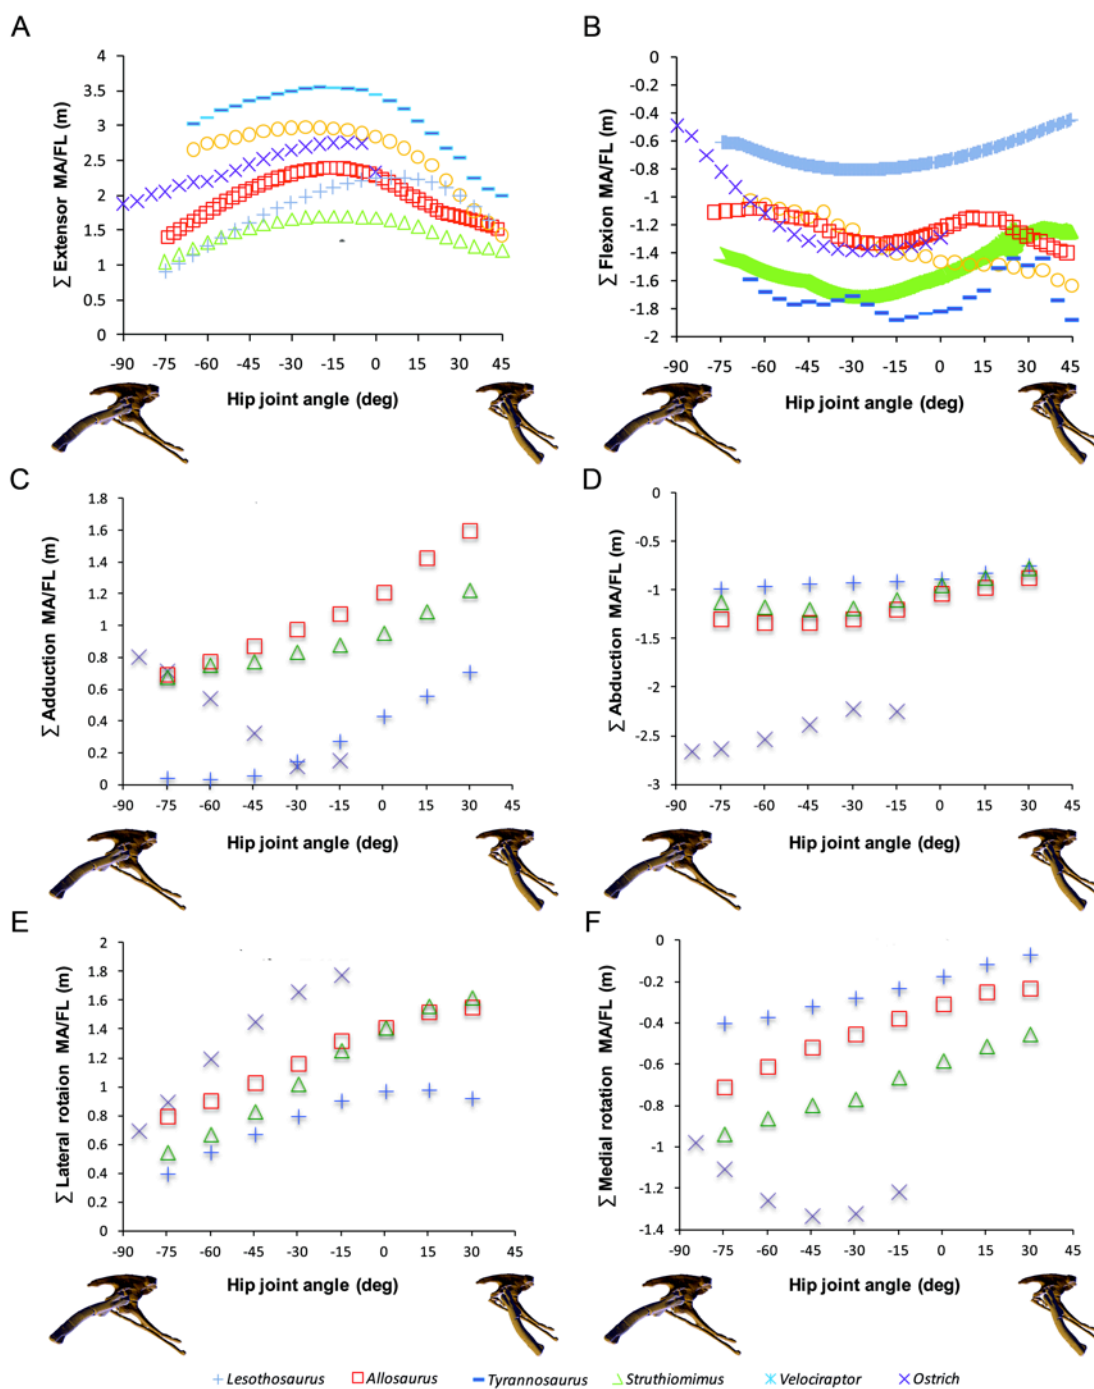 A
B
∑ Extensor MA/FL (m)
4
3.5
3
2.5
2
1.5
1
0.5
0
-90 -75 -60 -45 -30 -15 0 15 30 45
Hip joint angle (deg)
∑ Flexion MA/FL (m)
0
-0.2
-0.4
-0.6
-0.8
-1
-1.2
-1.4
-1.6
-1.8
-2
-90 -75 -60 -45 -30 -15 0 15 30 45
Hip joint angle (deg)
C
D
∑ Adduction MA/FL (m)
1.8
1.6
1.4
1.2
1
0.8
0.6
0.4
0.2
0
-90 -75 -60 -45 -30 -15 0 15 30 45
Hip joint angle (deg)
∑ Abduction MA/FL (m)
0
-0.5
-1
-1.5
-2
-2.5
-3
-90 -75 -60 -45 -30 -15 0 15 30 45
Hip joint angle (deg)
E
F
∑ Lateral rotation MA/FL (m)
2
1.8
1.6
1.4
1.2
1
0.8
0.6
0.4
0.2
0
-90 -75 -60 -45 -30 -15 0 15 30 45
Hip joint angle (deg)
∑ Medial rotation MA/FL (m)
0
-0.2
-0.4
-0.6
-0.8
-1
-1.2
-1.4
-90 -75 -60 -45 -30 -15 0 15 30 45
Hip joint angle (deg)
Lesothosaurus Allosaurus Tyrannosaurus Struthiomimus Velociraptor Ostrich